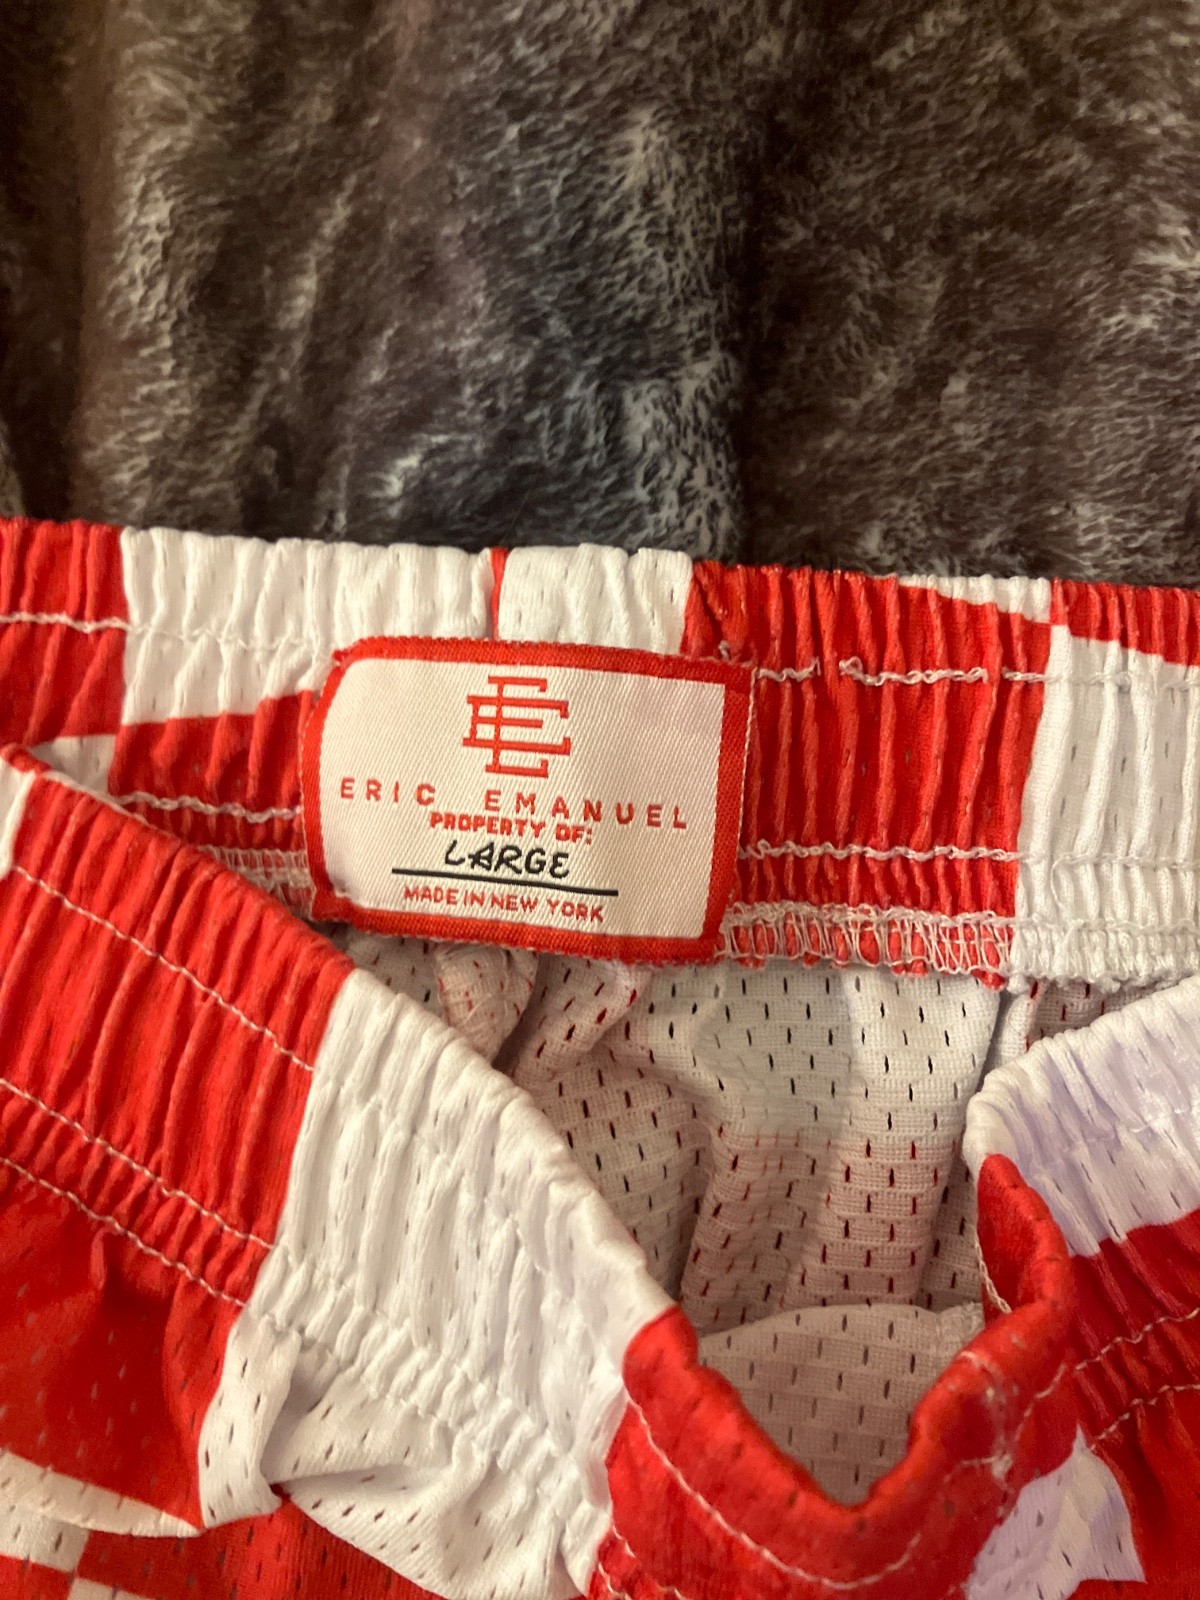 EE
ERIC EMANUEL
PROPERTY OF:
LARGE
MADE IN NEW YORK